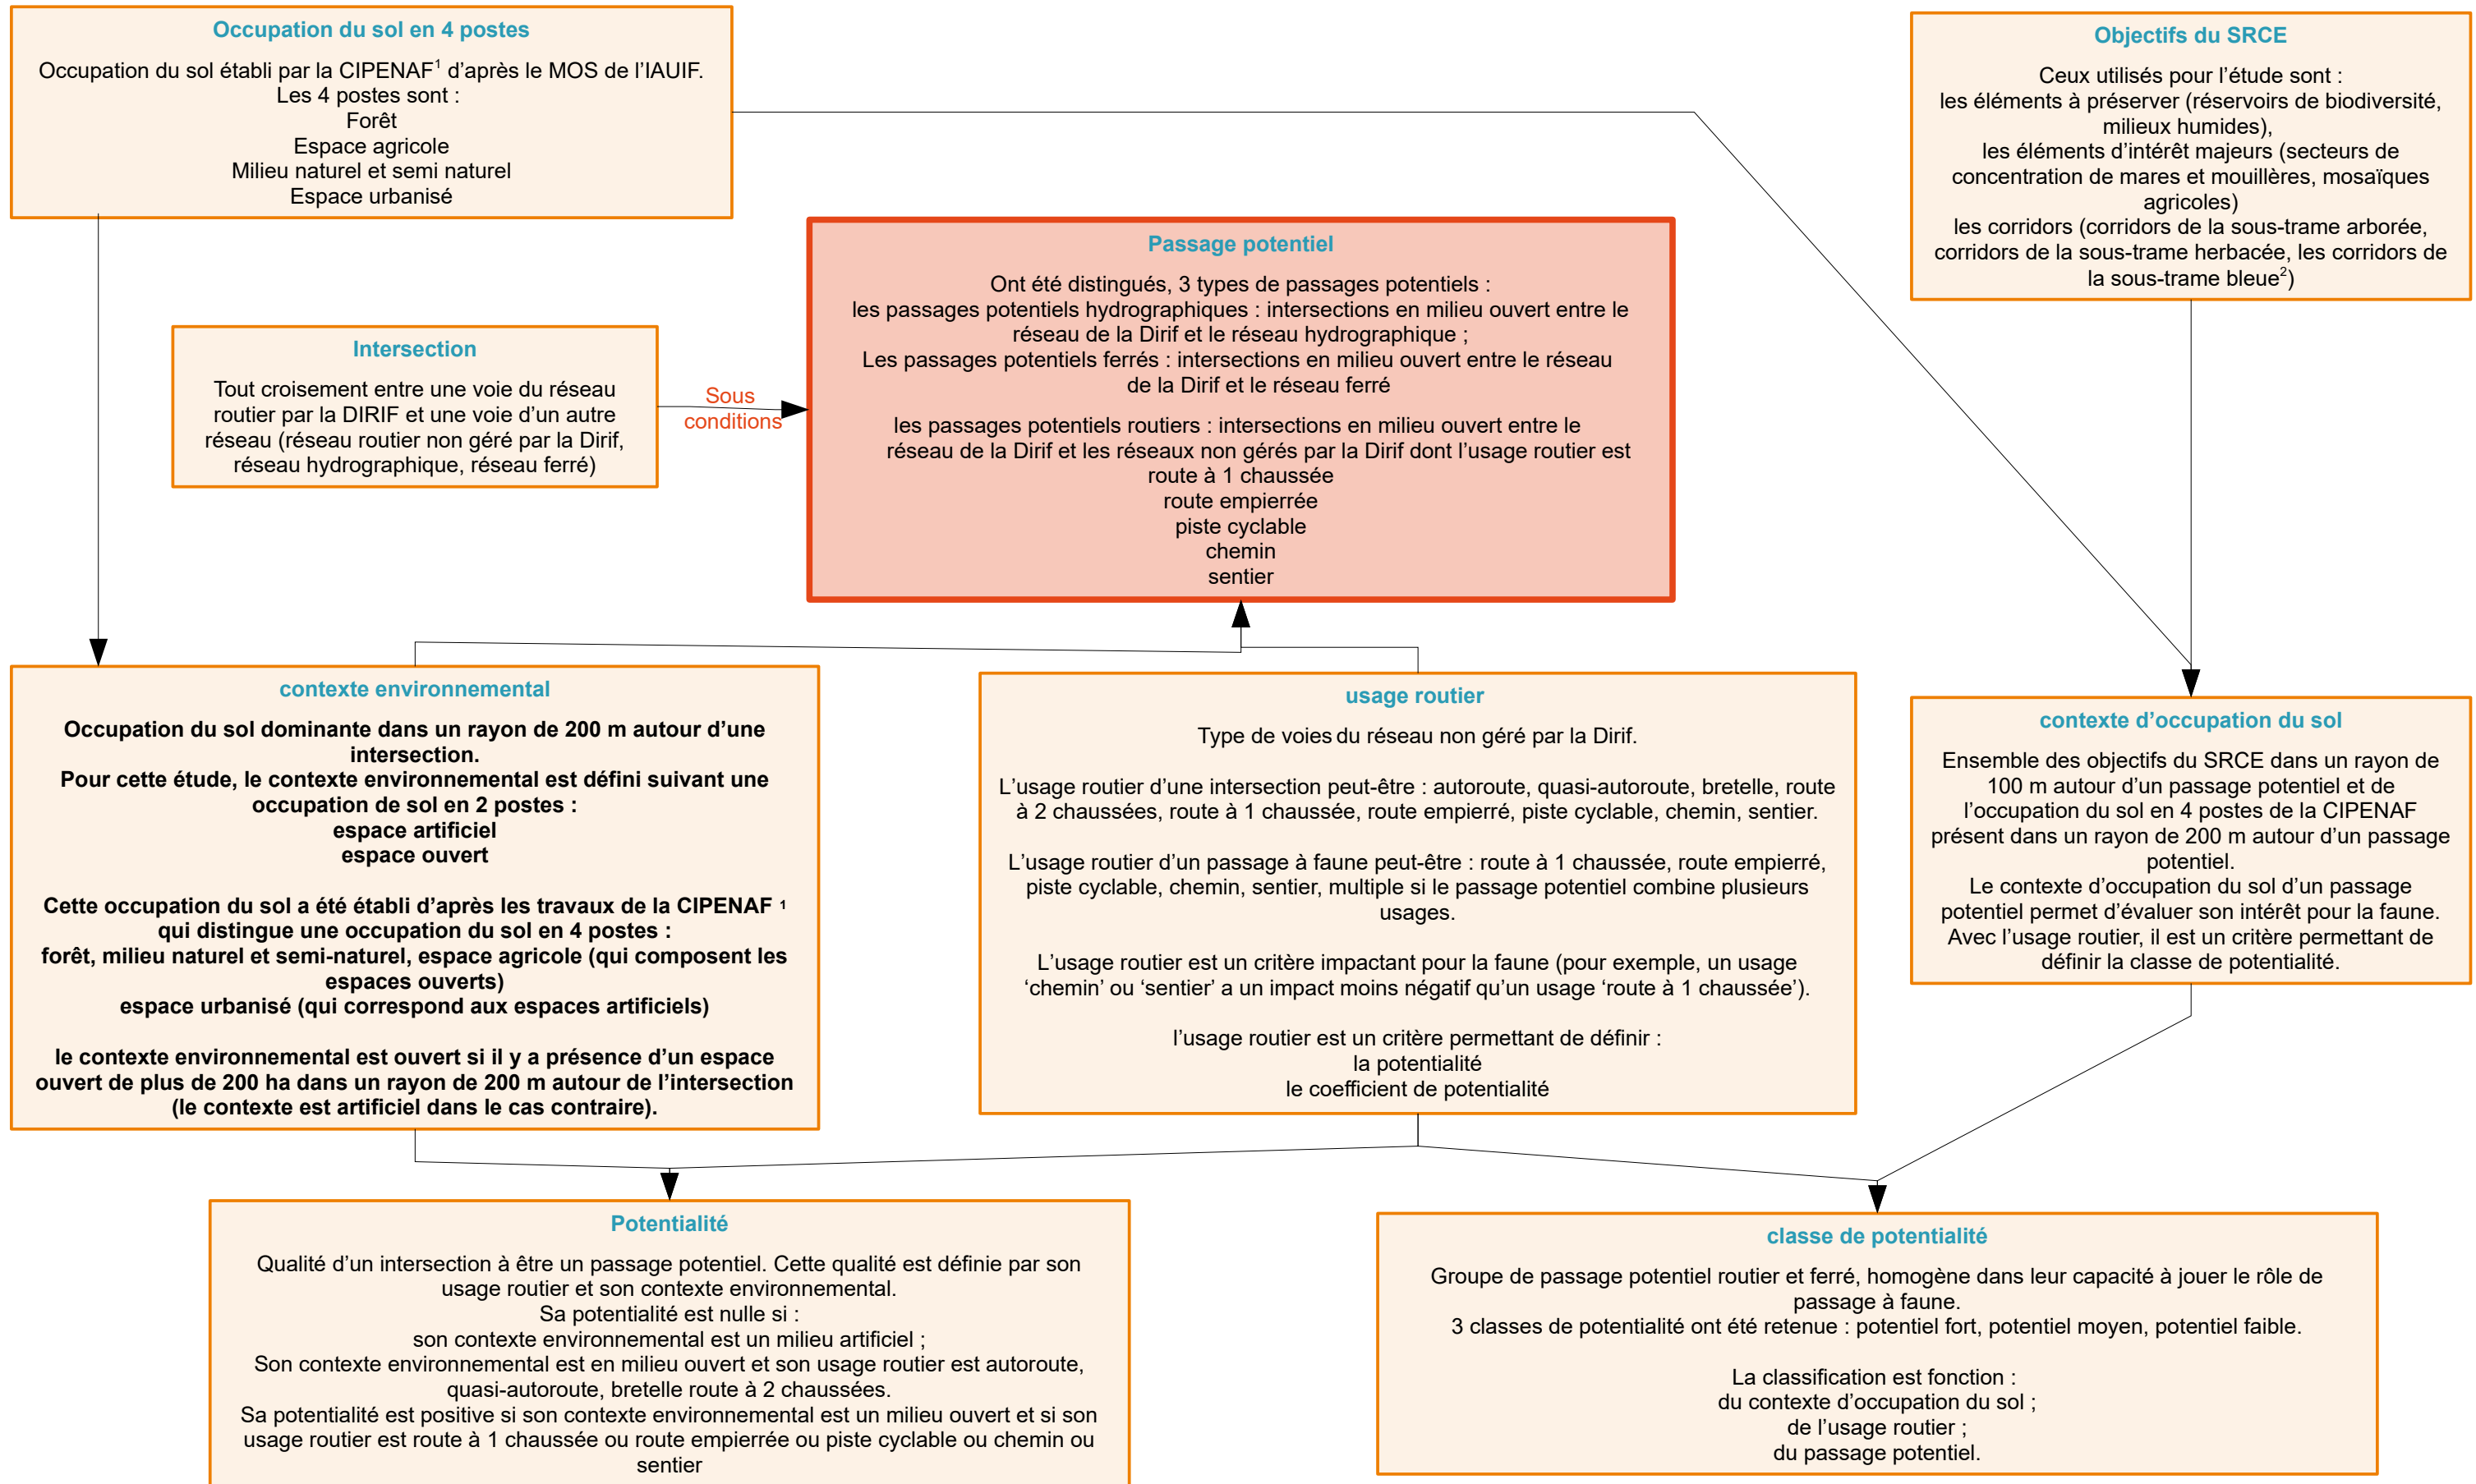 Occupation du sol en 4 postes
Occupation du sol établi par la CIPENAF¹ d’après le MOS de l’IAUIF.
Les 4 postes sont :
Forêt
Espace agricole
Milieu naturel et semi naturel
Espace urbanisé
Objectifs du SRCE
Ceux utilisés pour l’étude sont :
les éléments à préserver (réservoirs de biodiversité,
milieux humides),
les éléments d’intérêt majeurs (secteurs de
concentration de mares et mouillères, mosaïques
agricoles)
les corridors (corridors de la sous-trame arborée,
corridors de la sous-trame herbacée, les corridors de
la sous-trame bleue²)
Passage potentiel
Ont été distingués, 3 types de passages potentiels :
les passages potentiels hydrographiques : intersections en milieu ouvert entre le
réseau de la Dirif et le réseau hydrographique ;
Les passages potentiels ferrés : intersections en milieu ouvert entre le réseau
de la Dirif et le réseau ferré
les passages potentiels routiers : intersections en milieu ouvert entre le
réseau de la Dirif et les réseaux non gérés par la Dirif dont l’usage routier est
route à 1 chaussée
route empierrée
piste cyclable
chemin
sentier
Intersection
Tout croisement entre une voie du réseau
routier par la DIRIF et une voie d’un autre
réseau (réseau routier non géré par la Dirif,
réseau hydrographique, réseau ferré)
Sous
conditions
contexte environnemental
Occupation du sol dominante dans un rayon de 200 m autour d’une
intersection.
Pour cette étude, le contexte environnemental est défini suivant une
occupation de sol en 2 postes :
espace artificiel
espace ouvert
Cette occupation du sol a été établi d’après les travaux de la CIPENAF ¹
qui distingue une occupation du sol en 4 postes :
forêt, milieu naturel et semi-naturel, espace agricole (qui composent les
espaces ouverts)
espace urbanisé (qui correspond aux espaces artificiels)
le contexte environnemental est ouvert si il y a présence d’un espace
ouvert de plus de 200 ha dans un rayon de 200 m autour de l’intersection
(le contexte est artificiel dans le cas contraire).
usage routier
Type de voies du réseau non géré par la Dirif.
L’usage routier d’une intersection peut-être : autoroute, quasi-autoroute, bretelle, route
à 2 chaussées, route à 1 chaussée, route empierré, piste cyclable, chemin, sentier.
L’usage routier d’un passage à faune peut-être : route à 1 chaussée, route empierré,
piste cyclable, chemin, sentier, multiple si le passage potentiel combine plusieurs
usages.
L’usage routier est un critère impactant pour la faune (pour exemple, un usage
‘chemin’ ou ‘sentier’ a un impact moins négatif qu’un usage ‘route à 1 chaussée’).
l’usage routier est un critère permettant de définir :
la potentialité
le coefficient de potentialité
contexte d’occupation du sol
Ensemble des objectifs du SRCE dans un rayon de
100 m autour d’un passage potentiel et de
l’occupation du sol en 4 postes de la CIPENAF
présent dans un rayon de 200 m autour d’un passage
potentiel.
Le contexte d’occupation du sol d’un passage
potentiel permet d’évaluer son intérêt pour la faune.
Avec l’usage routier, il est un critère permettant de
définir la classe de potentialité.
Potentialité
Qualité d’un intersection à être un passage potentiel. Cette qualité est définie par son
usage routier et son contexte environnemental.
Sa potentialité est nulle si :
son contexte environnemental est un milieu artificiel ;
Son contexte environnemental est en milieu ouvert et son usage routier est autoroute,
quasi-autoroute, bretelle route à 2 chaussées.
Sa potentialité est positive si son contexte environnemental est un milieu ouvert et si son
usage routier est route à 1 chaussée ou route empierrée ou piste cyclable ou chemin ou
sentier
classe de potentialité
Groupe de passage potentiel routier et ferré, homogène dans leur capacité à jouer le rôle de
passage à faune.
3 classes de potentialité ont été retenue : potentiel fort, potentiel moyen, potentiel faible.
La classification est fonction :
du contexte d’occupation du sol ;
de l’usage routier ;
du passage potentiel.